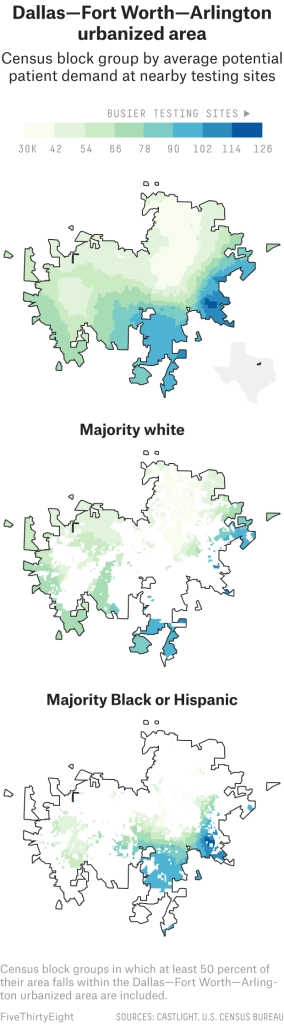 Dallas—Fort Worth—Arlington
urbanized area
Census block group by average potential
patient demand at nearby testing sites
BUSIER TESTING SITES ▶
30K 42 54 66 78 90 102 114 126
Majority white
Majority Black or Hispanic
Census block groups in which at least 50 percent of
their area falls within the Dallas—Fort Worth—Arling-
ton urbanized area are included.
FiveThirtyEight SOURCES: CASTLIGHT, U.S. CENSUS BUREAU